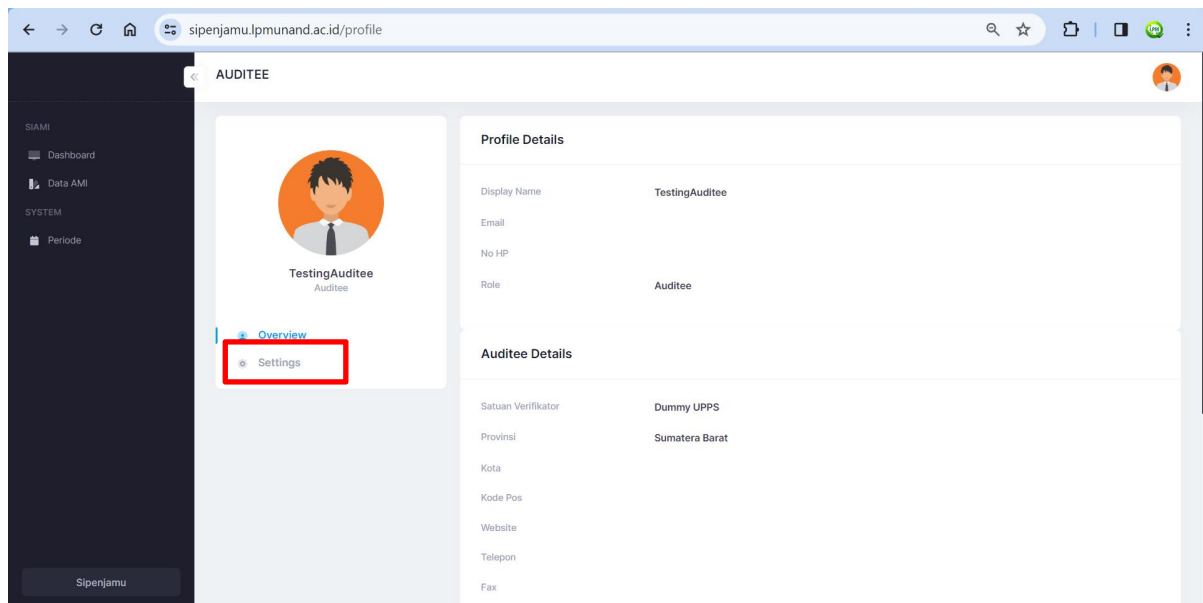 sipenjamu.lpmunand.ac.id/profile
LPM
AUDITEE
SIAMI
Dashboard
Data AMI
SYSTEM
Periode
Sipenjamu
TestingAuditee
Auditee
Overview
Settings
Profile Details
Display Name TestingAuditee
Email
No HP
Role Auditee
Auditee Details
Satuan Verifikator Dummy UPPS
Provinsi Sumatera Barat
Kota
Kode Pos
Website
Telepon
Fax